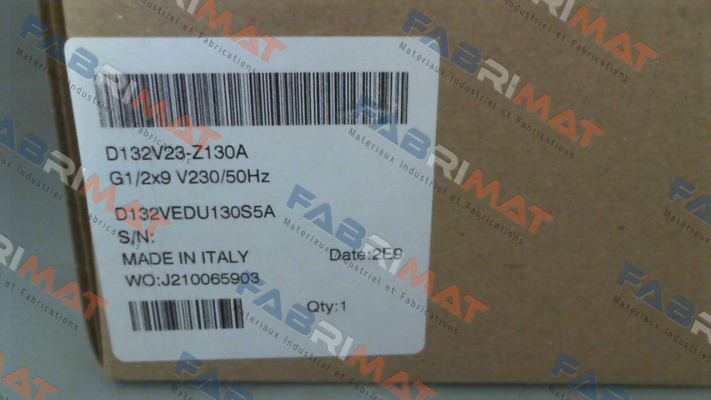 D132V23-Z130A
G1/2x9 V230/50Hz
D132VEDU130S5A
S/N:
MADE IN ITALY Date:2E9
WO:J210065903
Qty:1
FABRIMAT
Materiaux Industriel et Fabrications